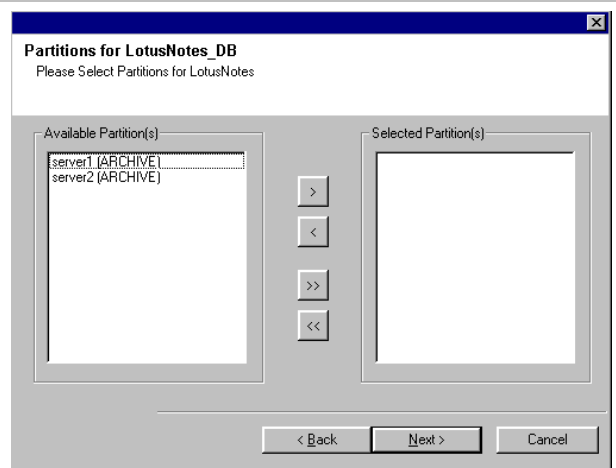 Partitions for LotusNotes_DB
Please Select Partitions for LotusNotes
Available Partition(s)
server1 (ARCHIVE)
server2 (ARCHIVE)
>
<
>>
<<
Selected Partition(s)
< Back
Next >
Cancel